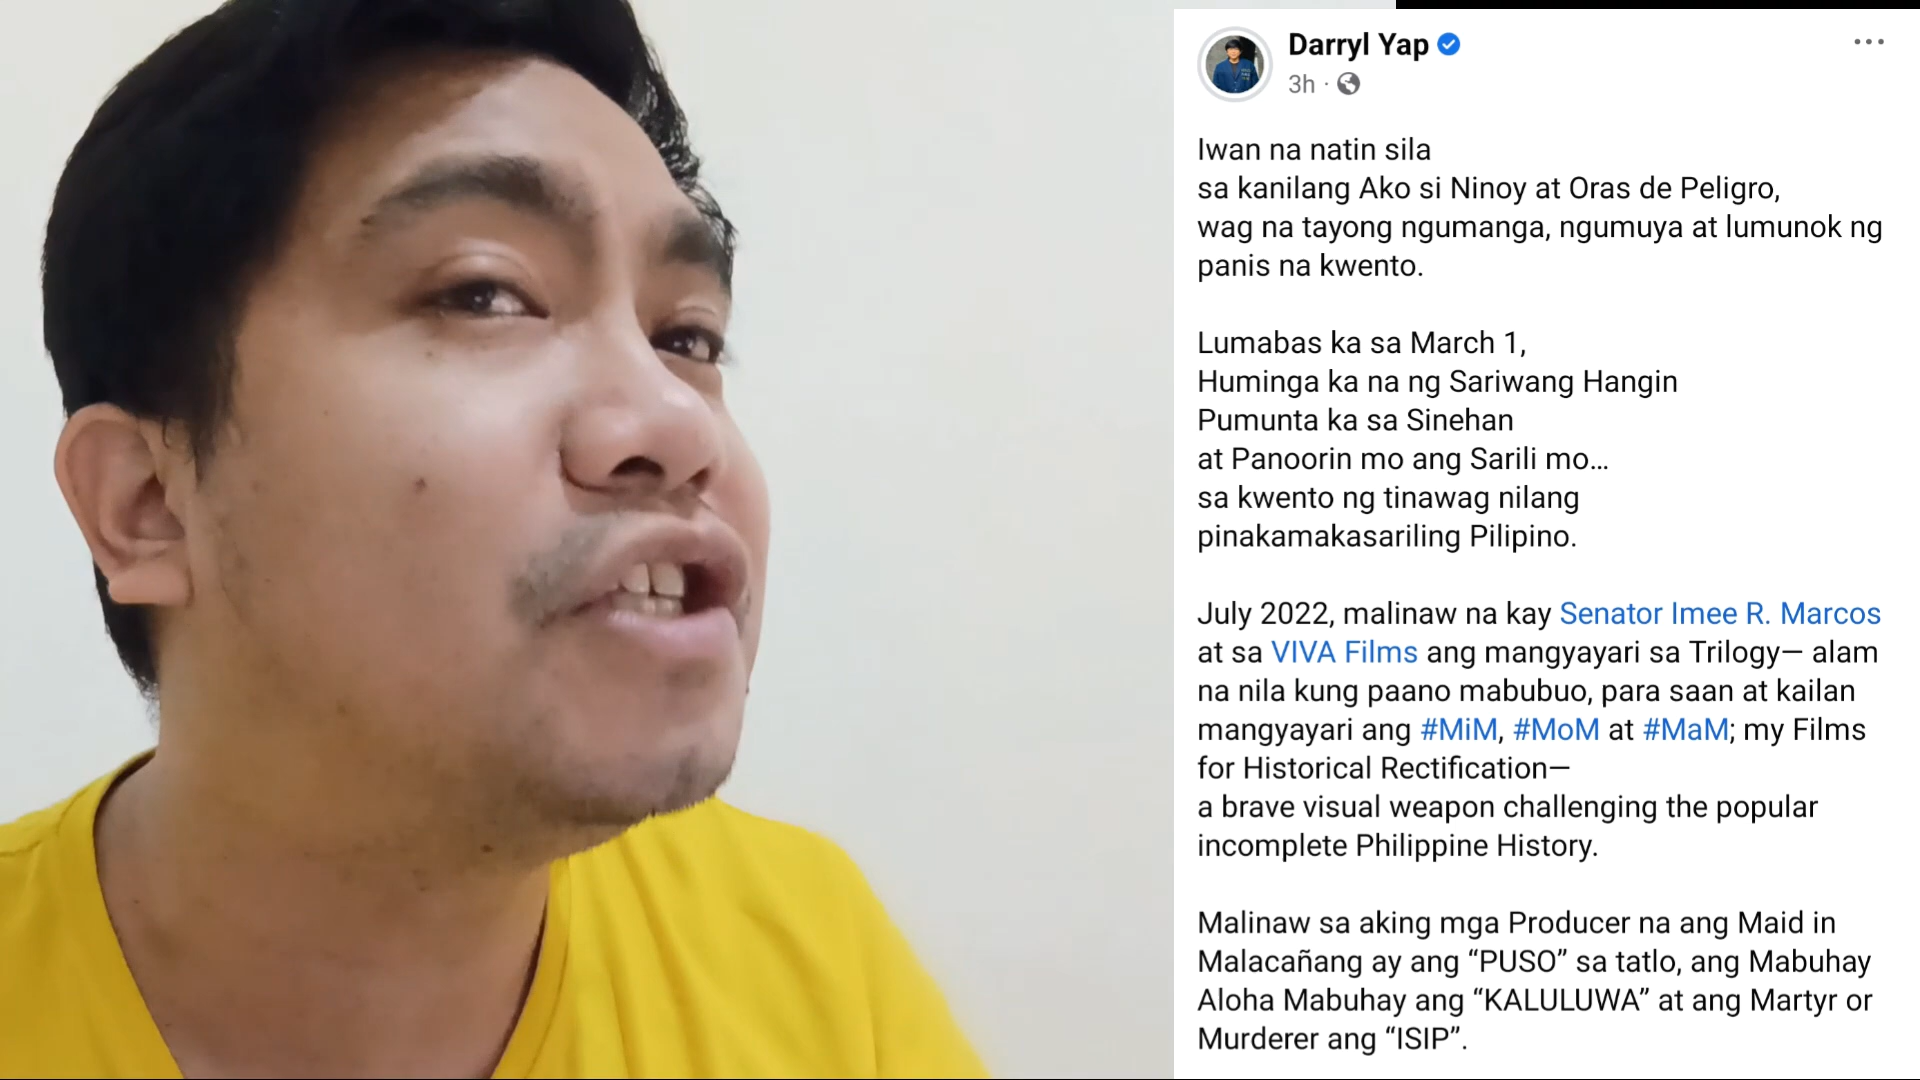 Darryl Yap
3h ·
Iwan na natin sila
sa kanilang Ako si Ninoy at Oras de Peligro,
wag na tayong ngumanga, ngumuya at lumunok ng
panis na kwento.
Lumabas ka sa March 1,
Huminga ka na ng Sariwang Hangin
Pumunta ka sa Sinehan
at Panoorin mo ang Sarili mo...
sa kwento ng tinawag nilang
pinakamakasariling Pilipino.
July 2022, malinaw na kay Senator Imee R. Marcos
at sa VIVA Films ang mangyayari sa Trilogy— alam
na nila kung paano mabubuo, para saan at kailan
mangyayari ang #MiM, #MoM at #MaM; my Films
for Historical Rectification—
a brave visual weapon challenging the popular
incomplete Philippine History.
Malinaw sa aking mga Producer na ang Maid in
Malacañang ay ang “PUSO” sa tatlo, ang Mabuhay
Aloha Mabuhay ang “KALULUWA” at ang Martyr or
Murderer ang “ISIP”.